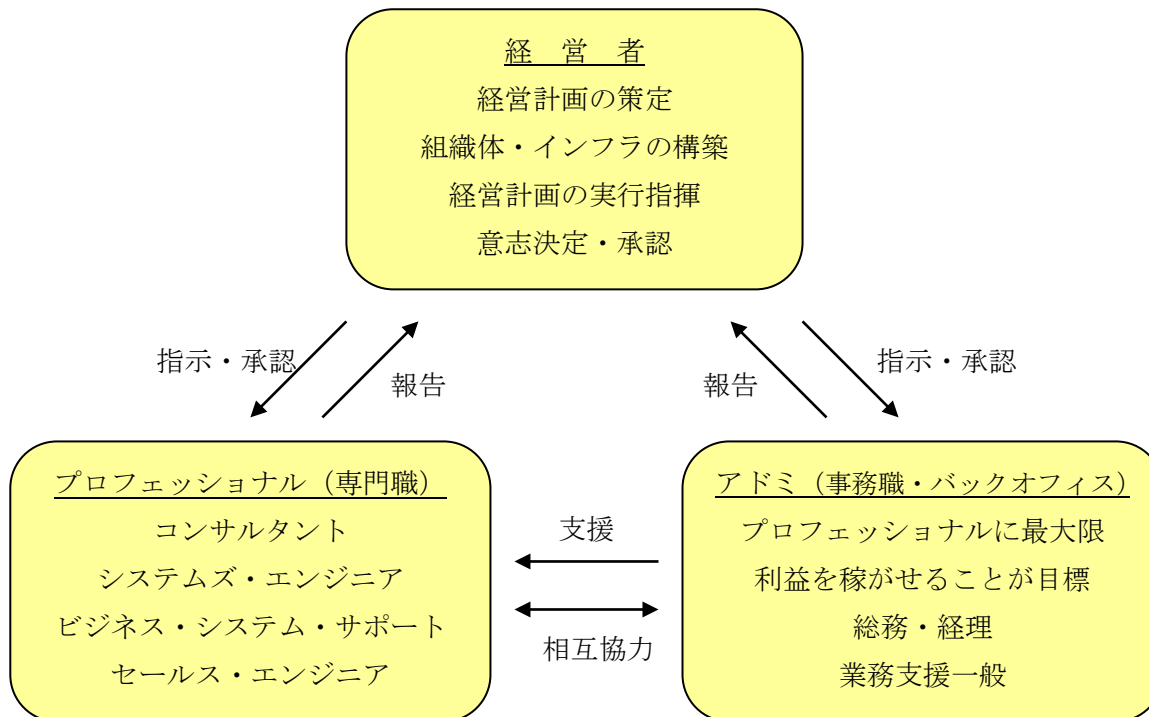 経　営　者
経営計画の策定
組織体・インフラの構築
経営計画の実行指揮
意志決定・承認
指示・承認
報告
報告
指示・承認
プロフェッショナル（専門職）
コンサルタント
システムズ・エンジニア
ビジネス・システム・サポート
セールス・エンジニア
支援
相互協力
アドミ（事務職・バックオフィス）
プロフェッショナルに最大限
利益を稼がせることが目標
総務・経理
業務支援一般